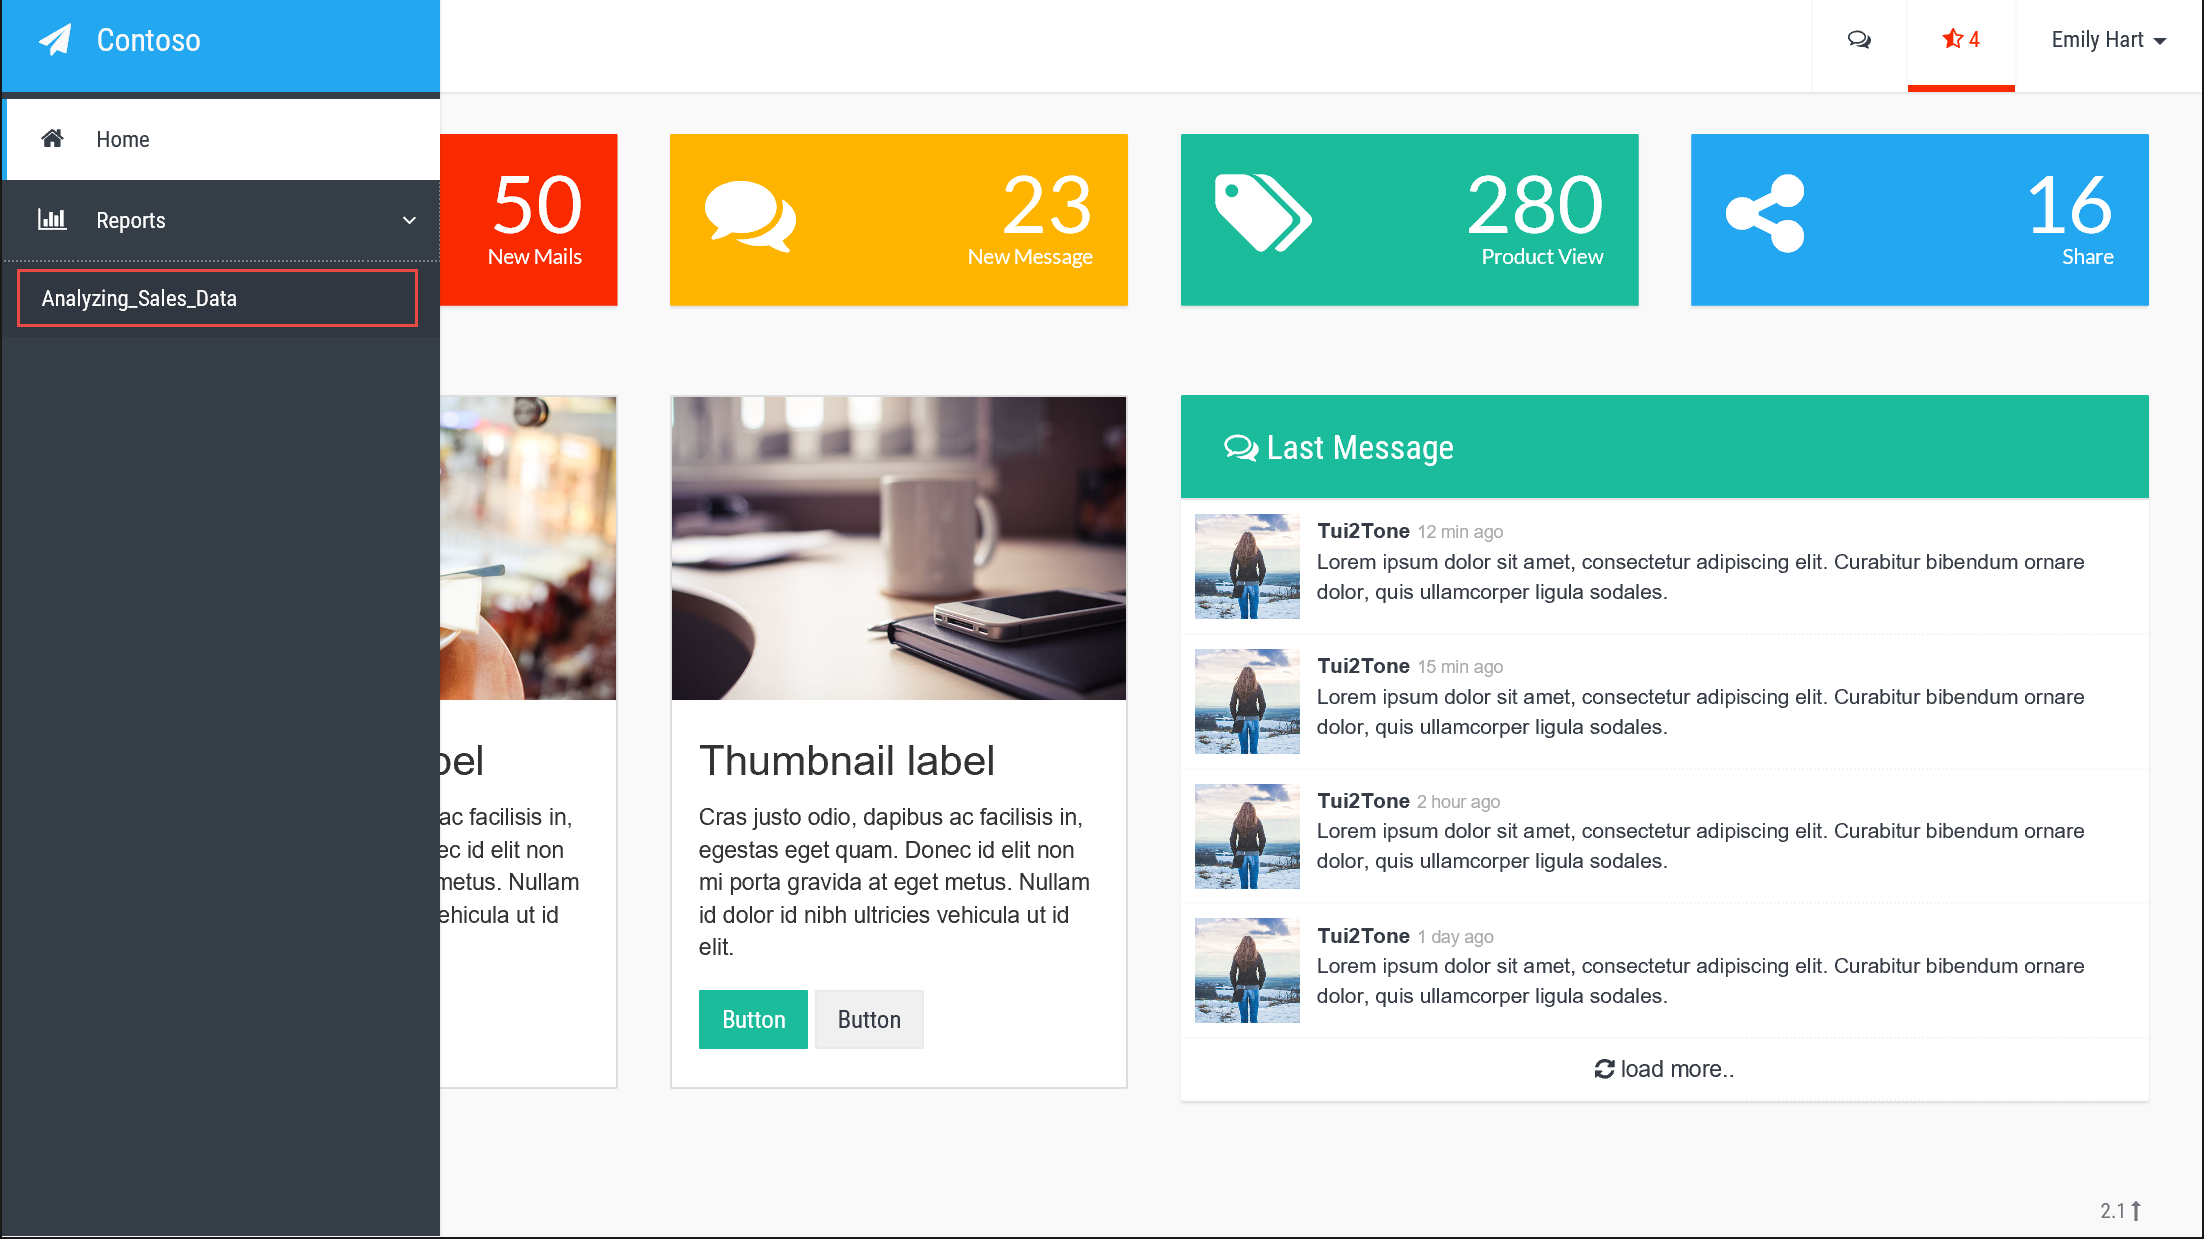 Contoso
4
Emily Hart
Home
Reports
Analyzing_Sales_Data
50
New Mails
23
New Message
280
Product View
16
Share
ac facilisis in,
id elit non
Nullam
ut id
Thumbnail label
Cras justo odio, dapibus ac facilisis in,
egestas eget quam. Donec id elit non
mi porta gravida at eget metus. Nullam
id dolor id nibh ultricies vehicula ut id
elit.
Button
Button
Last Message
Tui2Tone 12 min ago
Lorem ipsum dolor sit amet, consectetur adipiscing elit. Curabitur bibendum ornare
dolor, quis ullamcorper ligula sodales.
Tui2Tone 15 min ago
Lorem ipsum dolor sit amet, consectetur adipiscing elit. Curabitur bibendum ornare
dolor, quis ullamcorper ligula sodales.
Tui2Tone 2 hour ago
Lorem ipsum dolor sit amet, consectetur adipiscing elit. Curabitur bibendum ornare
dolor, quis ullamcorper ligula sodales.
Tui2Tone 1 day ago
Lorem ipsum dolor sit amet, consectetur adipiscing elit. Curabitur bibendum ornare
dolor, quis ullamcorper ligula sodales.
load more..
2.1